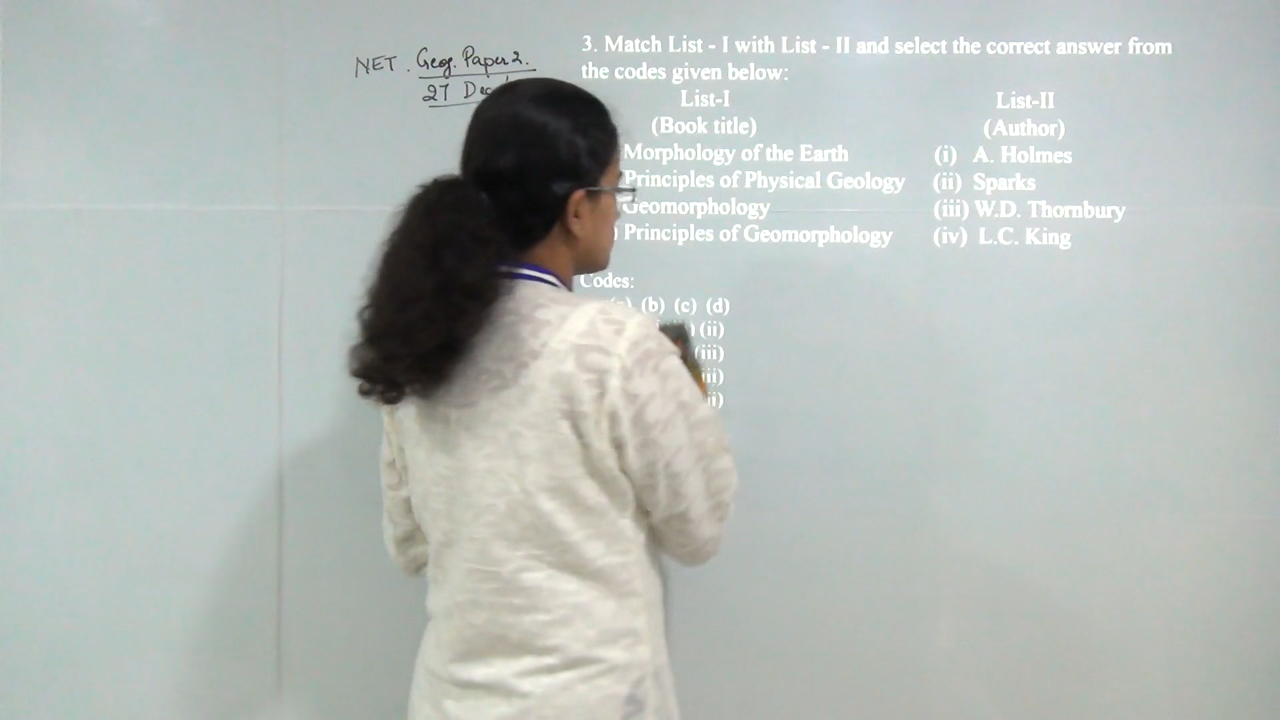 NET. Geog. Paper 2.
27
3. Match List - I with List - II and select the correct answer from
the codes given below:
List-I List-II
(Book title) (Author)
Morphology of the Earth (i) A. Holmes
Principles of Physical Geology (ii) Sparks
Geomorphology (iii) W.D. Thornbury
) Principles of Geomorphology (iv) L.C. King
Codes:
(b) (c) (d)
(ii)
(iii)